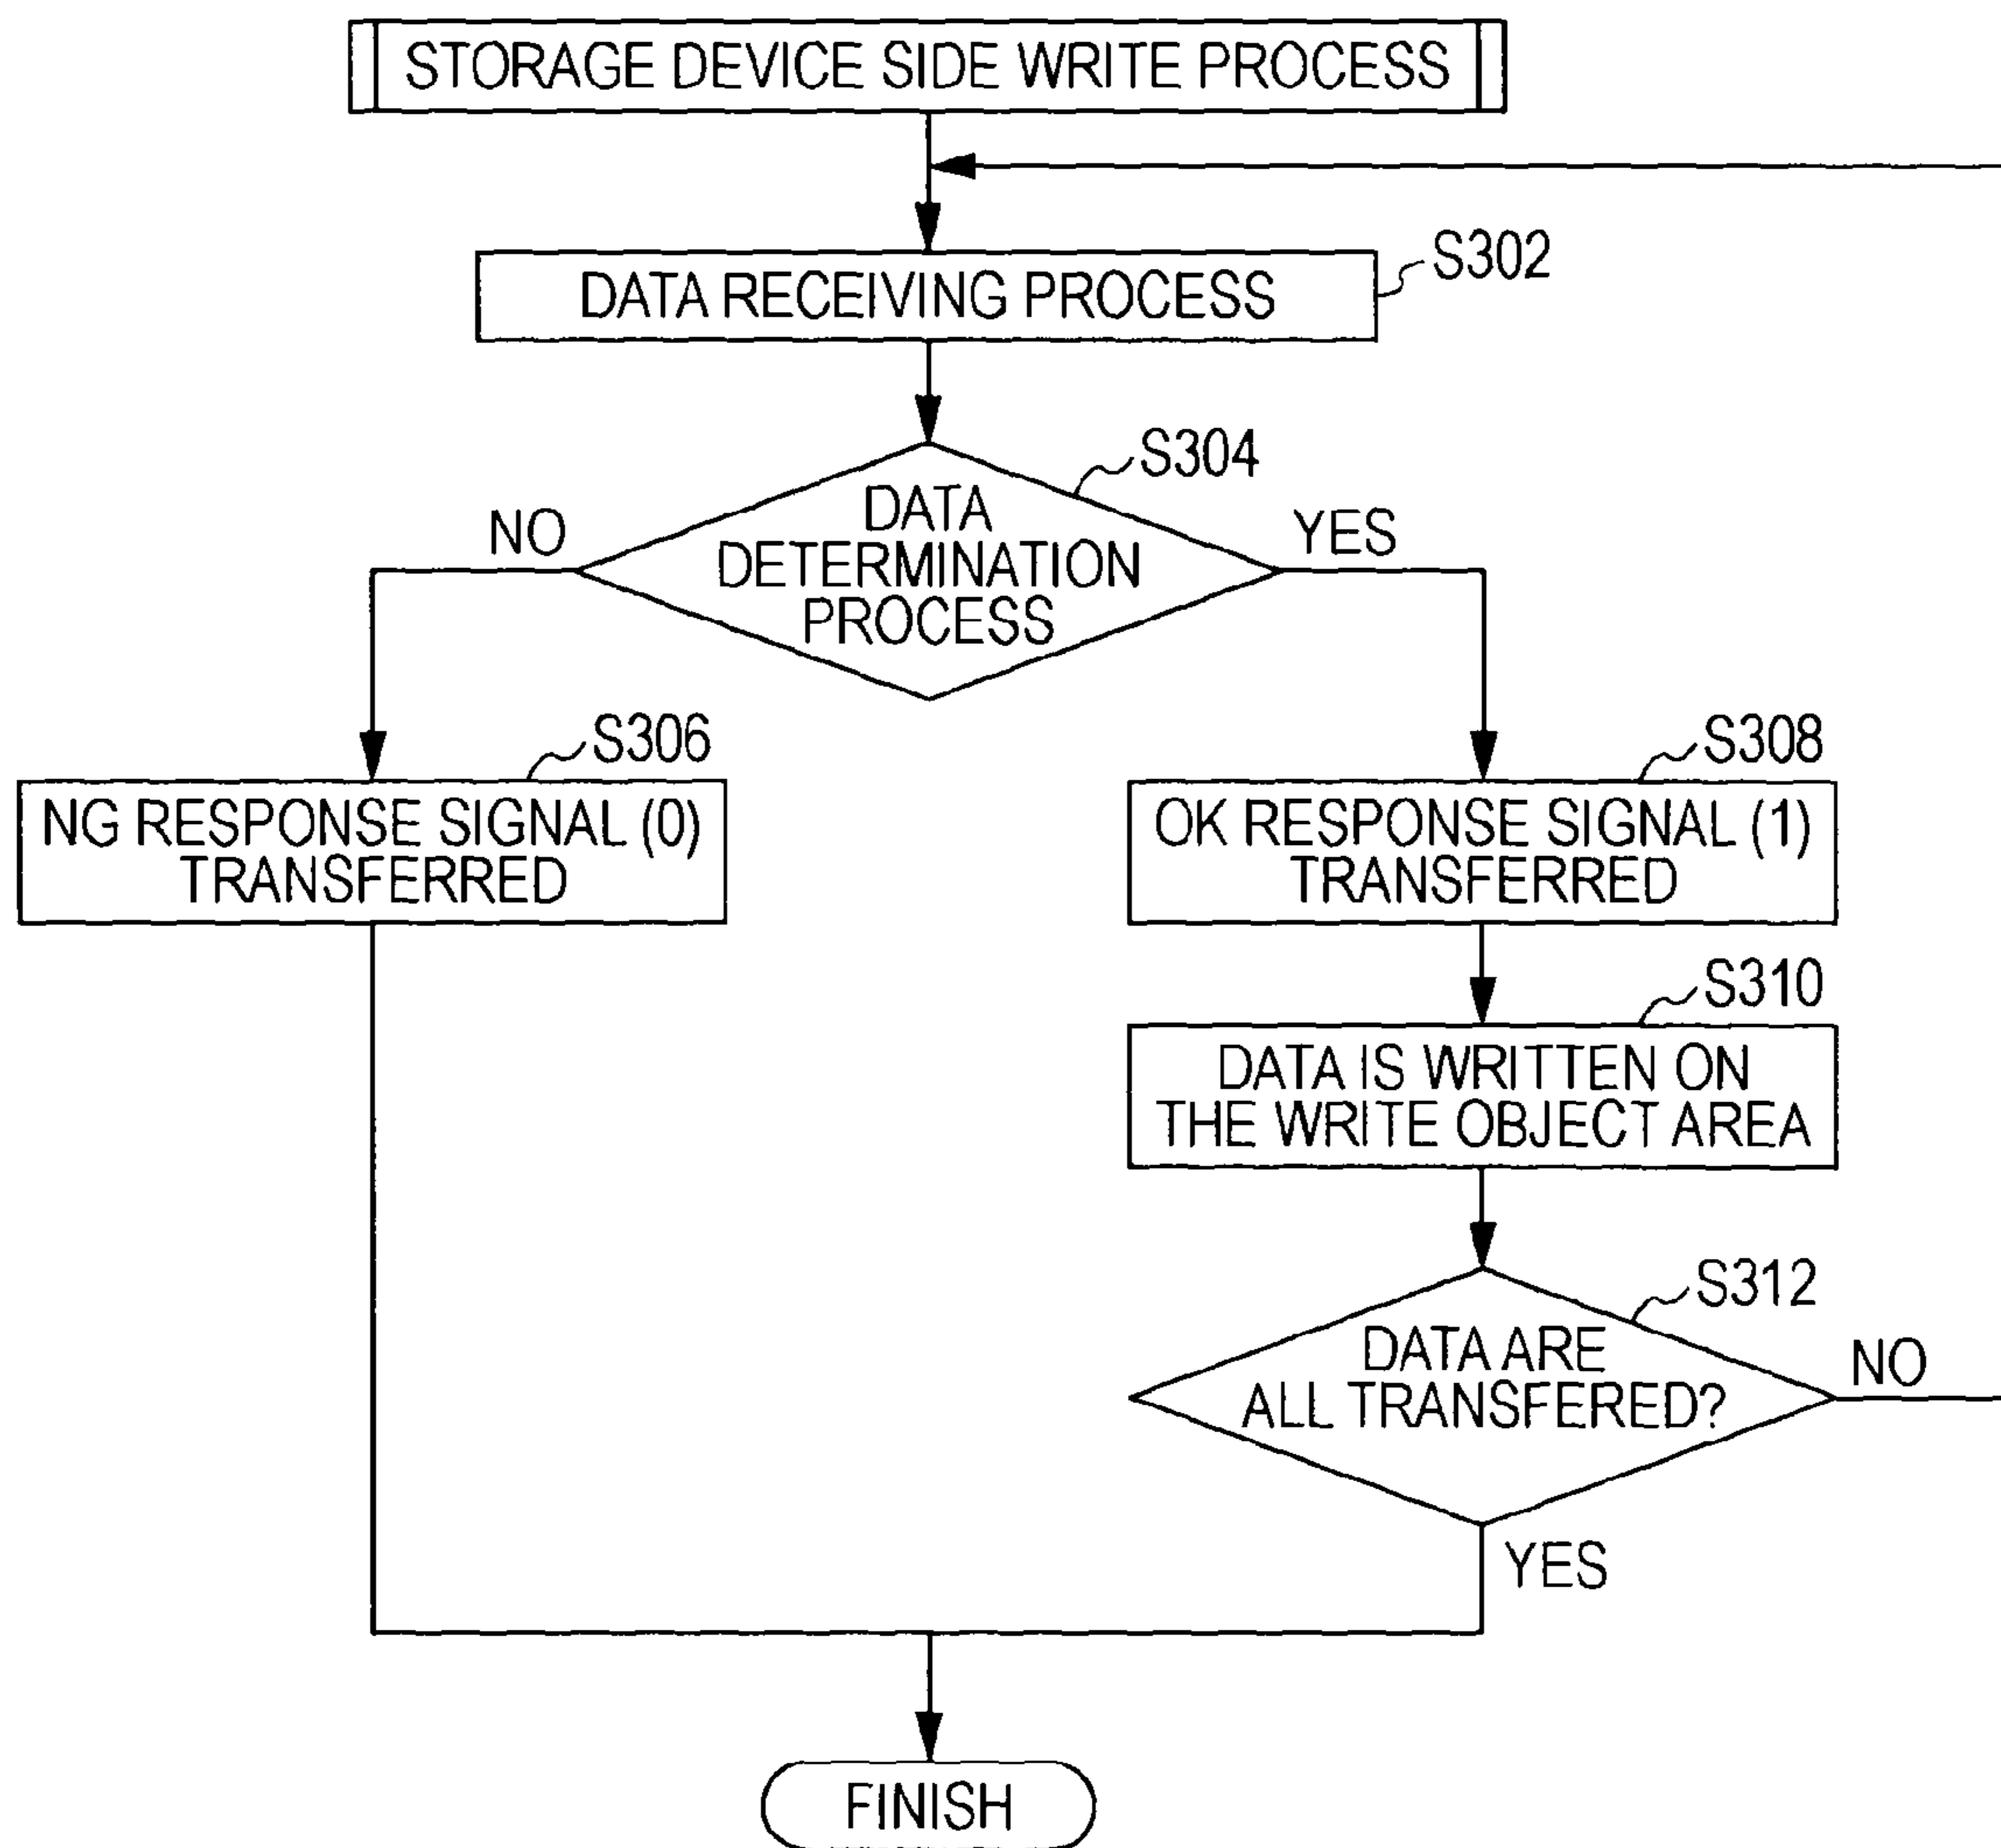 STORAGE DEVICE SIDE WRITE PROCESS
DATA RECEIVING PROCESS
S302
S304
DATA
DETERMINATION
PROCESS
NO
YES
S306
NG RESPONSE SIGNAL (0)
TRANSFERRED
S308
OK RESPONSE SIGNAL (1)
TRANSFERRED
S310
DATA IS WRITTEN ON
THE WRITE OBJECT AREA
S312
DATA ARE
ALL TRANSFERED?
NO
YES
FINISH